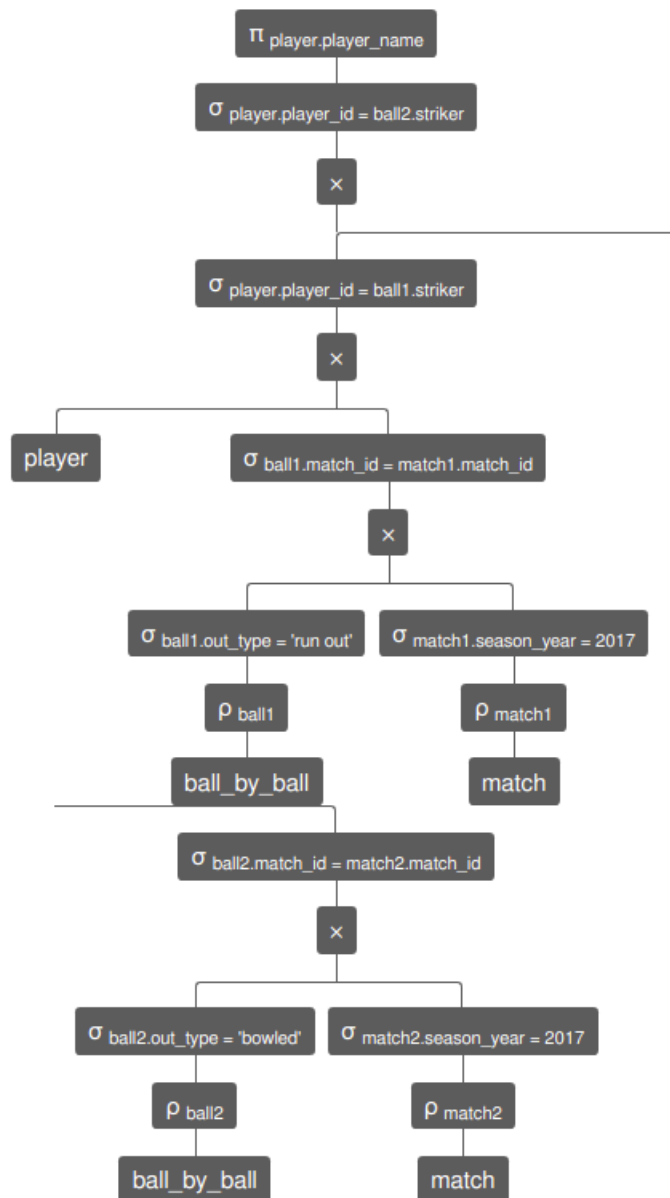 π player.player_name
σ player.player_id = ball2.striker
×
σ player.player_id = ball1.striker
×
player
σ ball1.match_id = match1.match_id
×
σ ball1.out_type = 'run out'
σ match1.season_year = 2017
ρ ball1
ρ match1
ball_by_ball
match
σ ball2.match_id = match2.match_id
×
σ ball2.out_type = 'bowled'
σ match2.season_year = 2017
ρ ball2
ρ match2
ball_by_ball
match